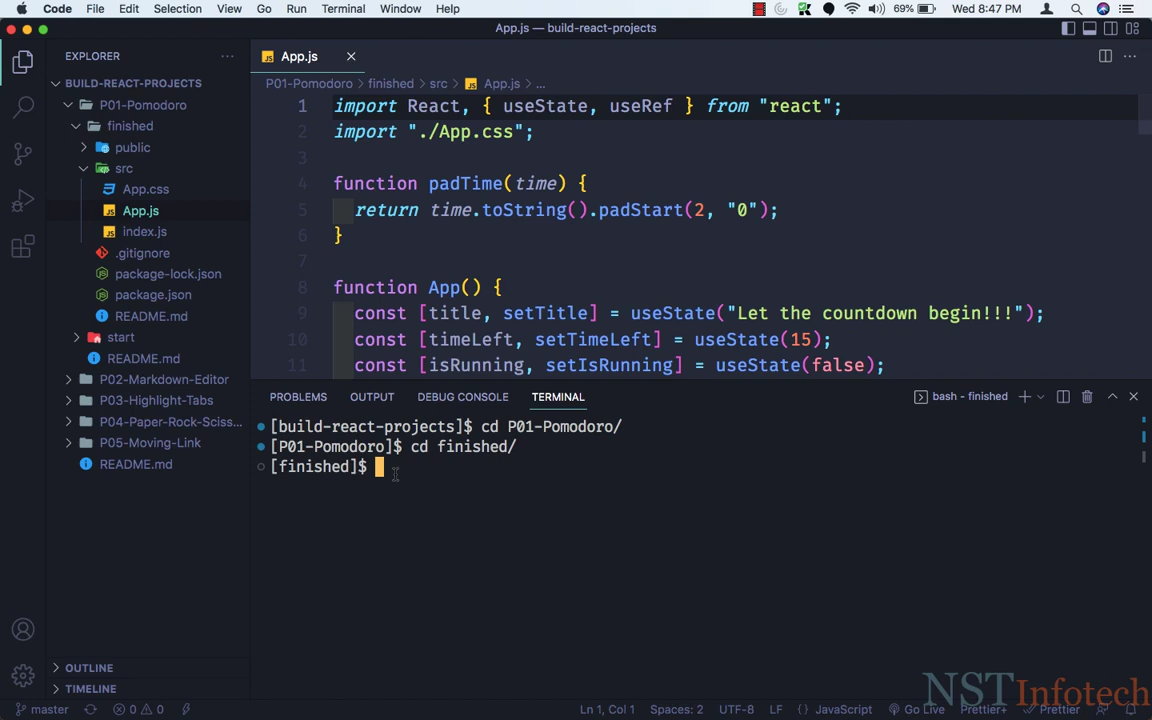 Code File Edit Selection View Go Run Terminal Window Help 69% Wed 8:47 PM
App.js — build-react-projects
EXPLORER
BUILD-REACT-PROJECTS
P01-Pomodoro
finished
public
src
App.css
App.js
index.js
.gitignore
package-lock.json
package.json
README.md
start
README.md
P02-Markdown-Editor
P03-Highlight-Tabs
P04-Paper-Rock-Sciss...
P05-Moving-Link
README.md
OUTLINE
TIMELINE
App.js
P01-Pomodoro > finished > src > App.js > ...
1 import React, { useState, useRef } from "react";
2 import "./App.css";
3
4 function padTime(time) {
5 return time.toString().padStart(2, "0");
6 }
7
8 function App() {
9 const [title, setTitle] = useState("Let the countdown begin!!!");
10 const [timeLeft, setTimeLeft] = useState(15);
11 const [isRunning, setIsRunning] = useState(false);
PROBLEMS OUTPUT DEBUG CONSOLE TERMINAL bash - finished
[build-react-projects]$ cd P01-Pomodoro/
[P01-Pomodoro]$ cd finished/
[finished]$
master 0 0 Ln 1, Col 1 Spaces: 2 UTF-8 LF {} JavaScript Go Live Prettier+ Prettier
NSTInfotech